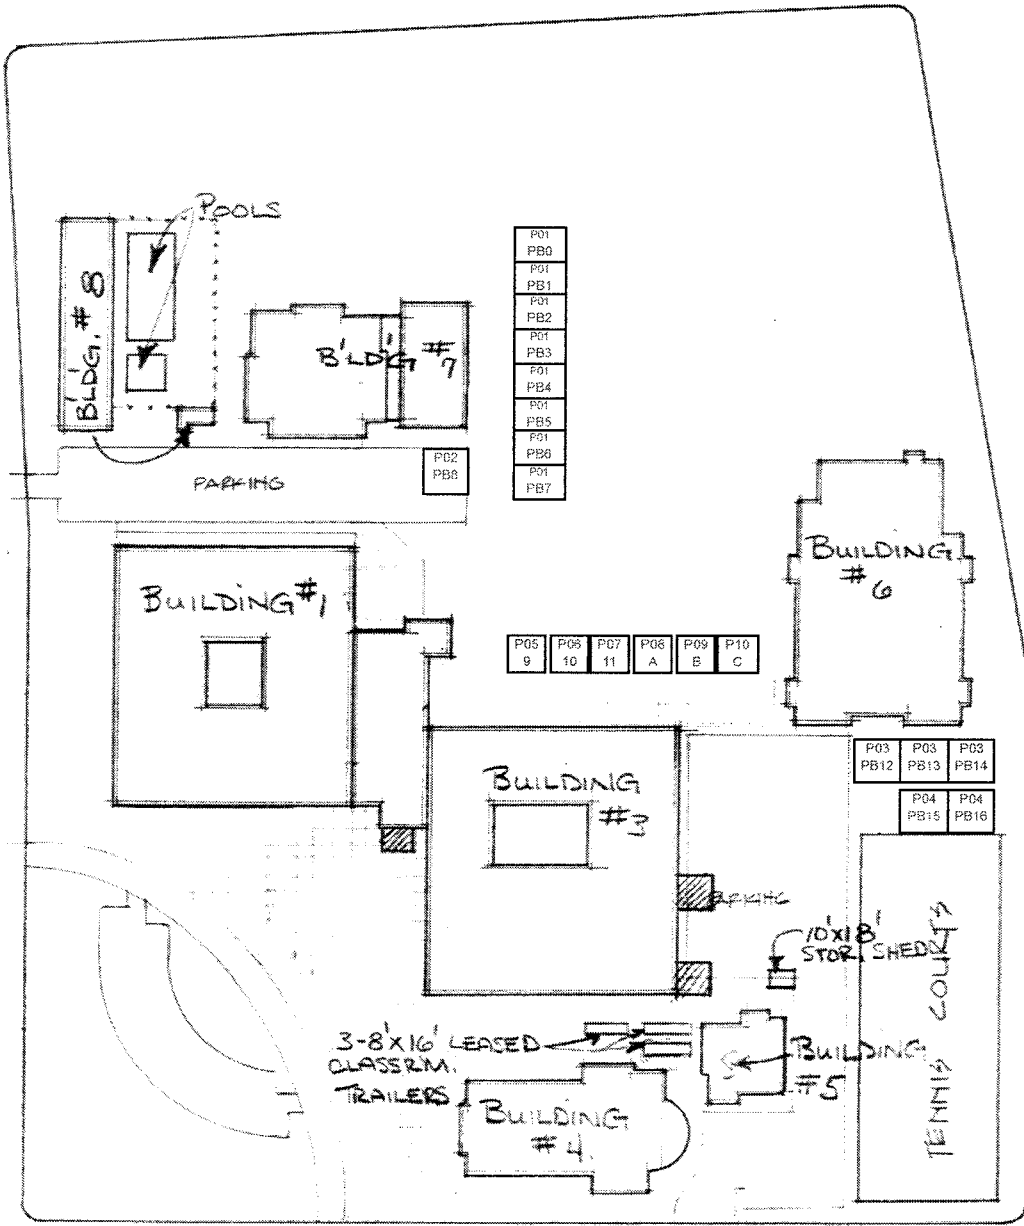 POOLS
BLDG. # 8
B'LD'G # 7
P01
PB0
P01
PB1
P01
PB2
P01
PB3
P01
PB4
P01
PB5
P01
PB6
P01
PB7
P02
PB8
PARKING
BUILDING #1
BUILDING
# 6
P05
9
P06
10
P07
11
P08
A
P09
B
P10
C
BUILDING
#3
P03
PB12
P03
PB13
P03
PB14
P04
PB15
P04
PB16
PARKING
10'x18'
STOR. SHED
TENNIS COURTS
3-8'x16' LEASED
CLASSRM.
TRAILERS
BUILDING
#5
BUILDING
# 4